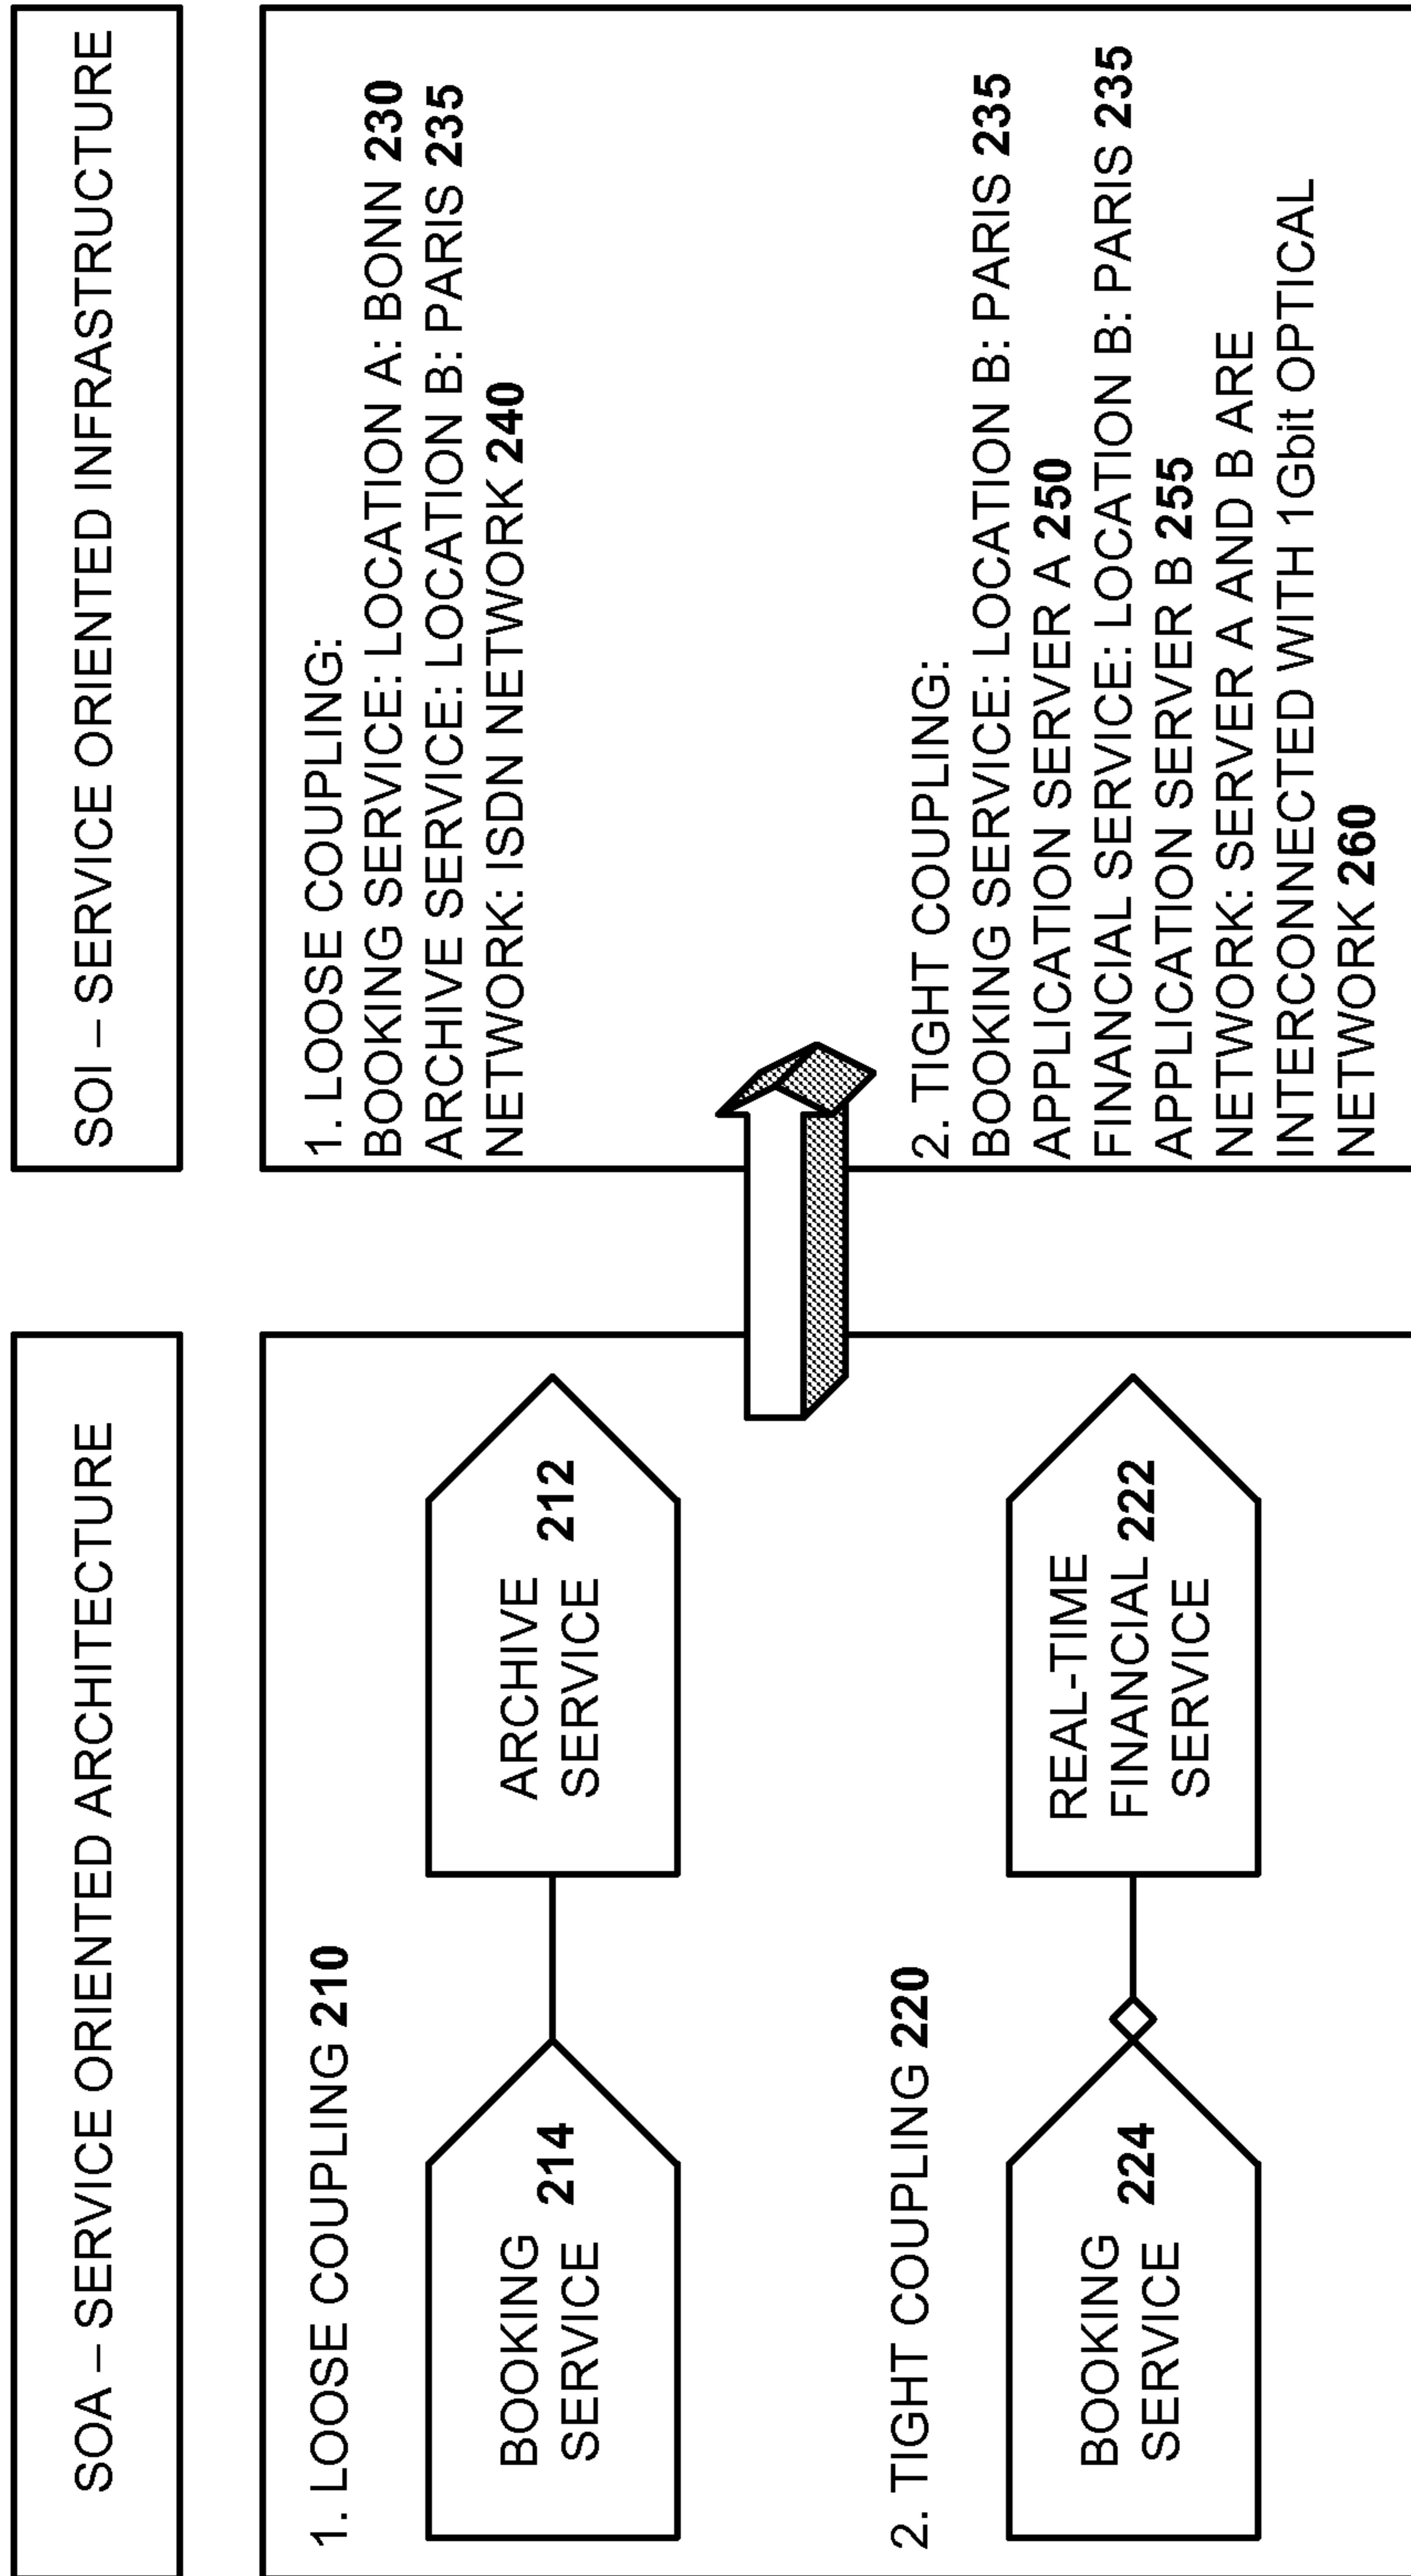 SOA – SERVICE ORIENTED ARCHITECTURE
1. LOOSE COUPLING 210
BOOKING
SERVICE 214
ARCHIVE
SERVICE 212
2. TIGHT COUPLING 220
BOOKING
SERVICE 224
REAL-TIME
FINANCIAL 222
SERVICE
SOI – SERVICE ORIENTED INFRASTRUCTURE
1. LOOSE COUPLING:
BOOKING SERVICE: LOCATION A: BONN 230
ARCHIVE SERVICE: LOCATION B: PARIS 235
NETWORK: ISDN NETWORK 240
2. TIGHT COUPLING:
BOOKING SERVICE: LOCATION B: PARIS 235
APPLICATION SERVER A 250
FINANCIAL SERVICE: LOCATION B: PARIS 235
APPLICATION SERVER B 255
NETWORK: SERVER A AND B ARE
INTERCONNECTED WITH 1Gbit OPTICAL
NETWORK 260